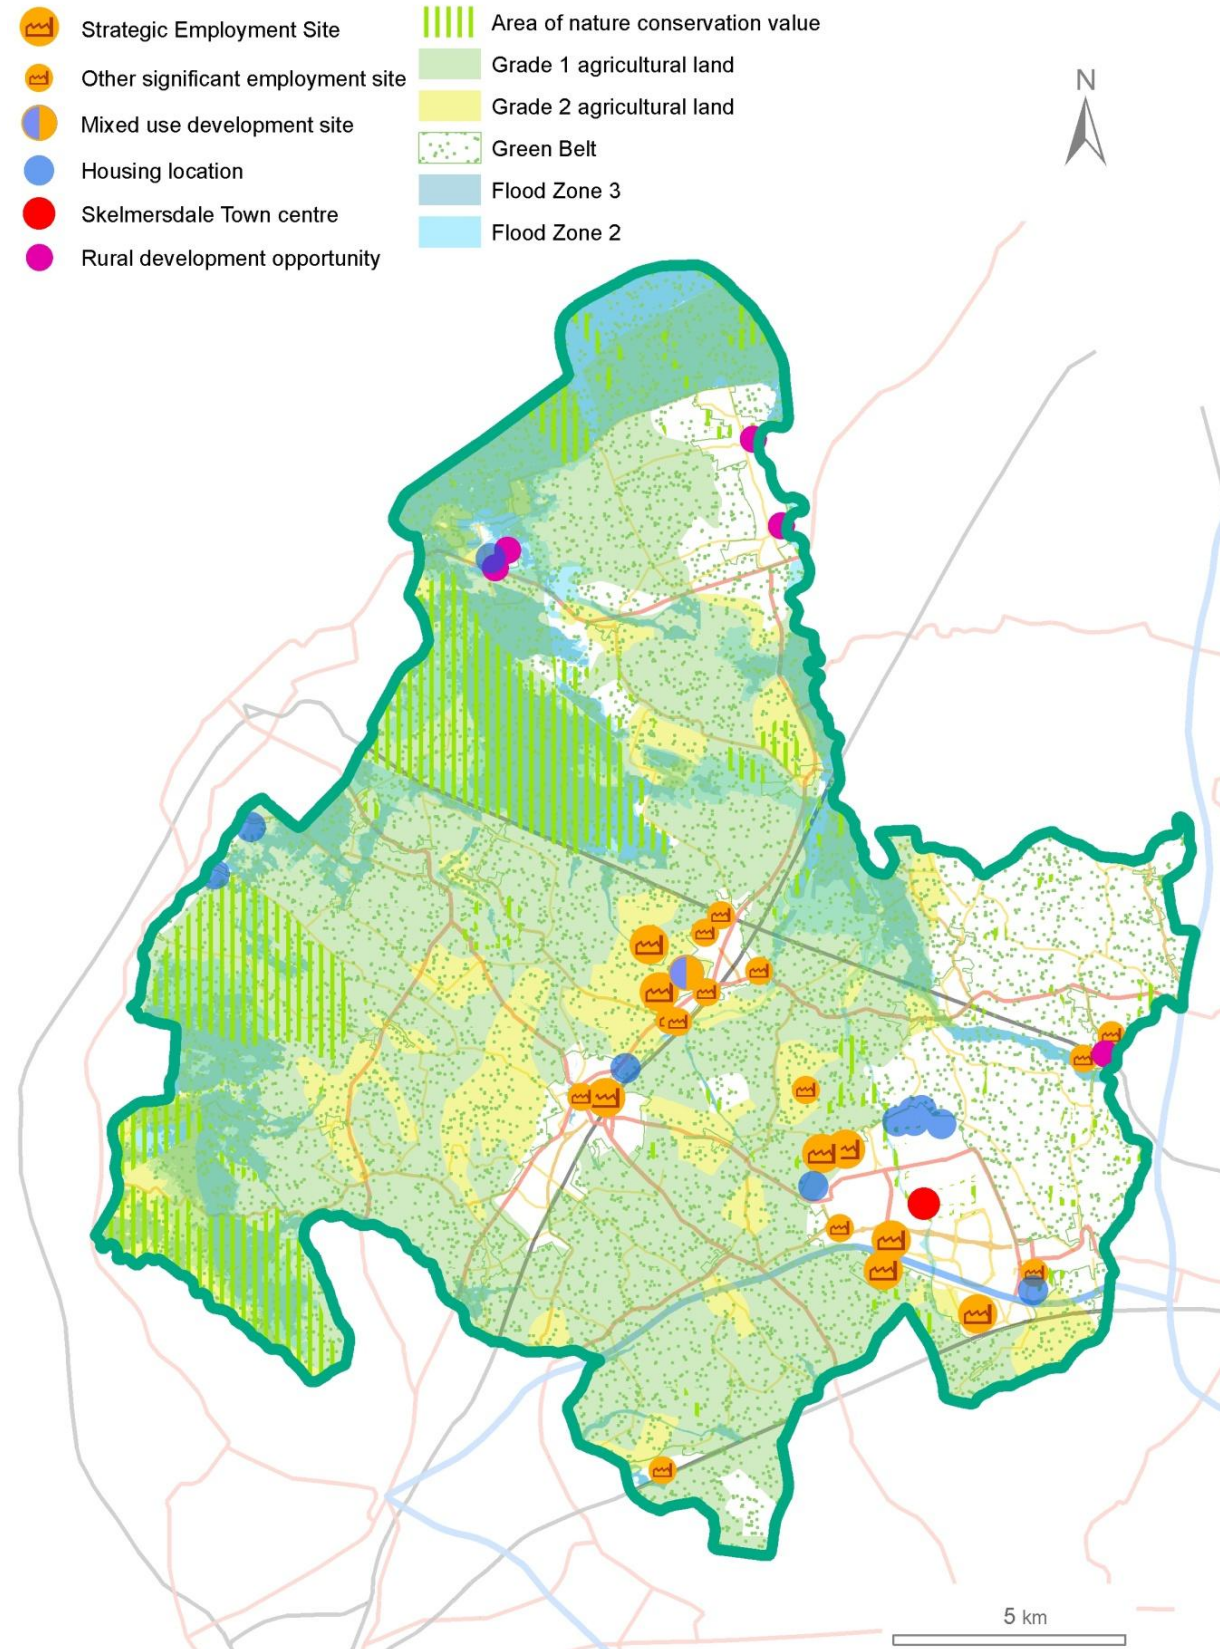 Strategic Employment Site
Other significant employment site
Mixed use development site
Housing location
Skelmersdale Town centre
Rural development opportunity
Area of nature conservation value
Grade 1 agricultural land
Grade 2 agricultural land
Green Belt
Flood Zone 3
Flood Zone 2
N
5 km